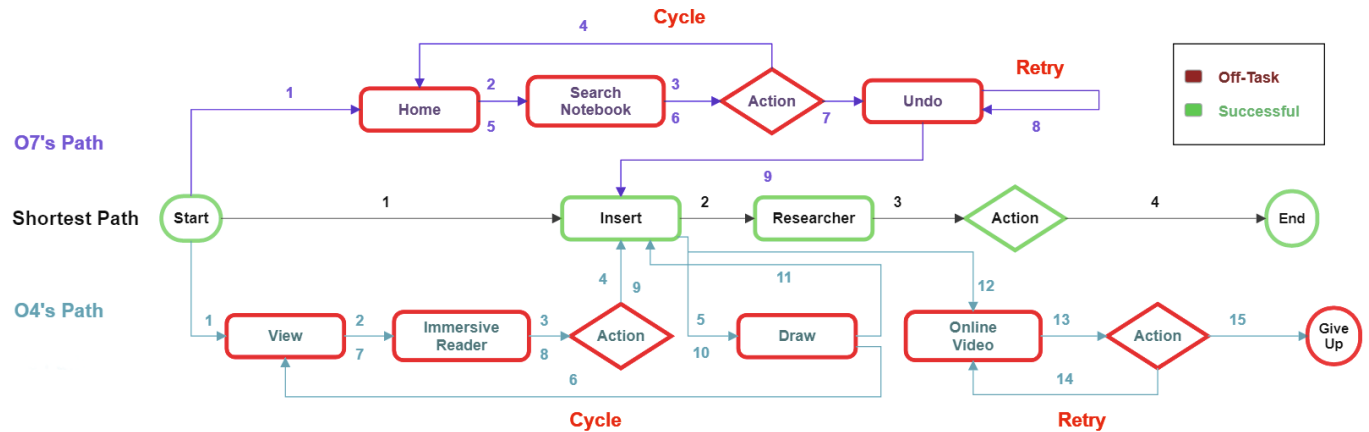 Cycle
4
Retry
Off-Task
Successful
1
2
3
Home
Search
Notebook
Action
Undo
5
6
7
8
O7's Path
9
Shortest Path
Start
1
Insert
2
Researcher
3
Action
4
End
4
9
11
12
O4's Path
1
View
2
7
Immersive
Reader
3
8
Action
5
10
Draw
Online
Video
13
Action
15
Give
Up
6
14
Cycle
Retry